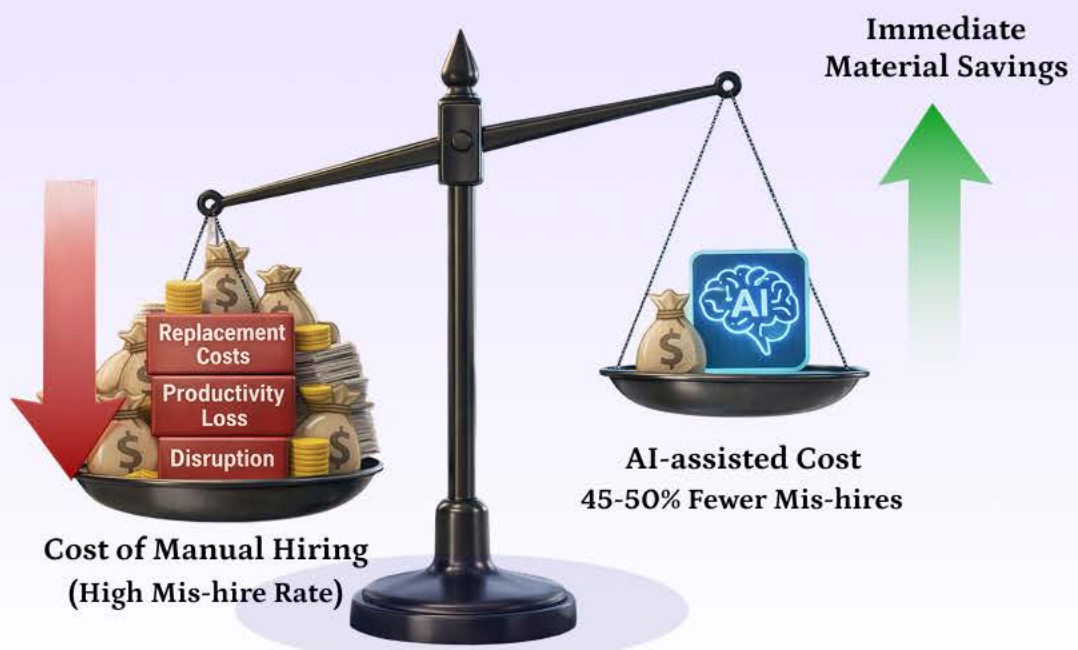 Immediate
Material Savings
Replacement
Costs
Productivity
Loss
Disruption
$
$
$
$
$
$
AI
AI-assisted Cost
45-50% Fewer Mis-hires
Cost of Manual Hiring
(High Mis-hire Rate)